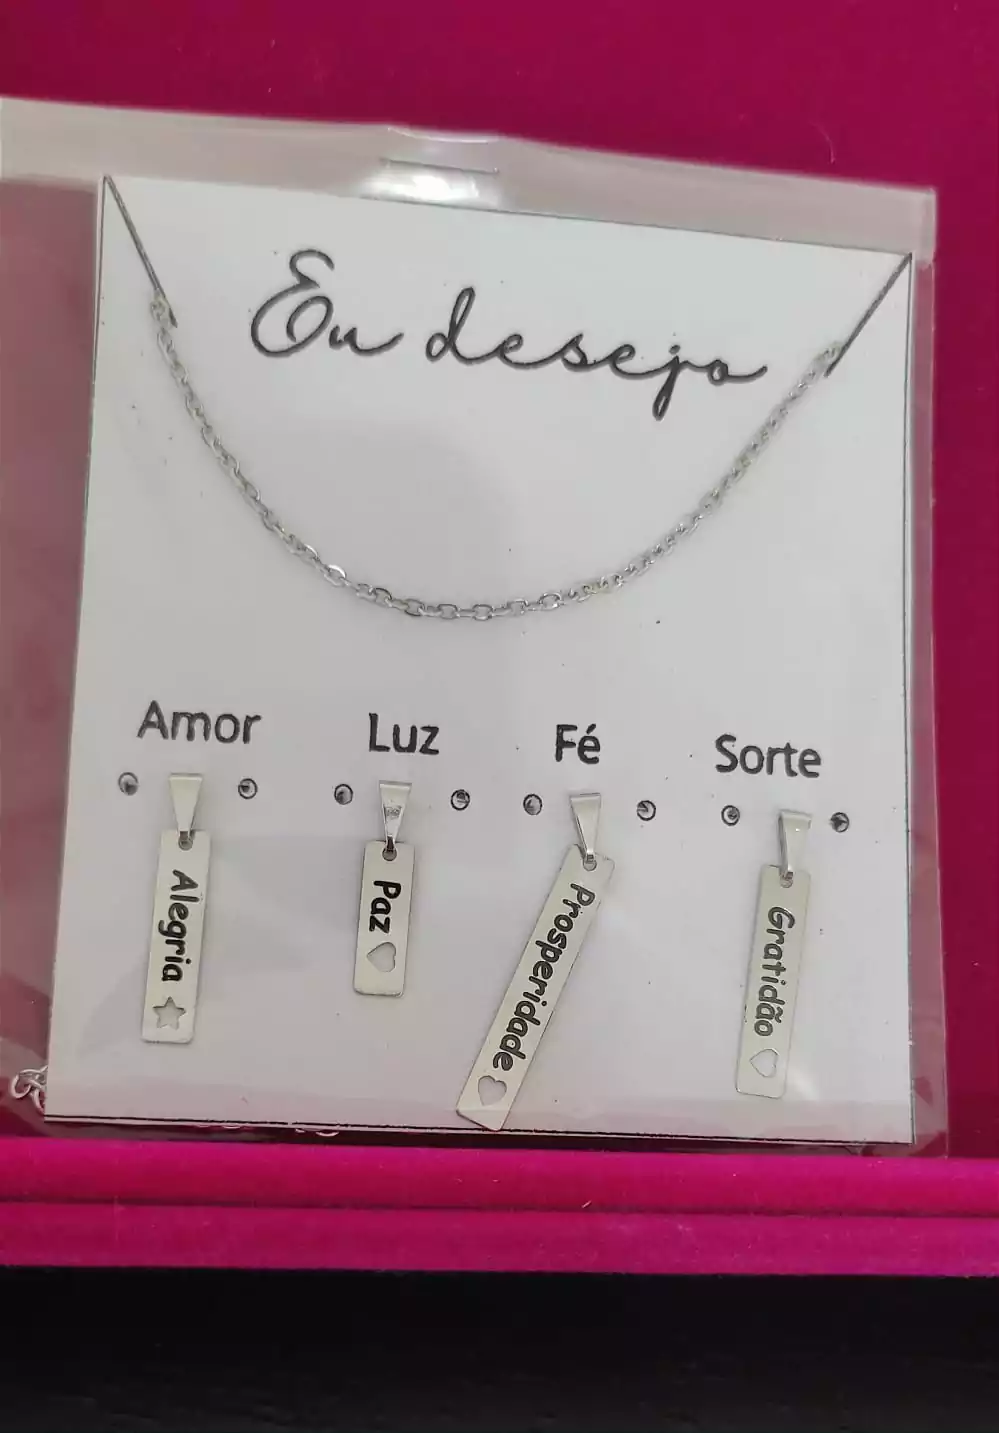 Eu desejo
Amor
Luz
Fé
Sorte
Alegria
Paz
Prosperidade
Gratidão